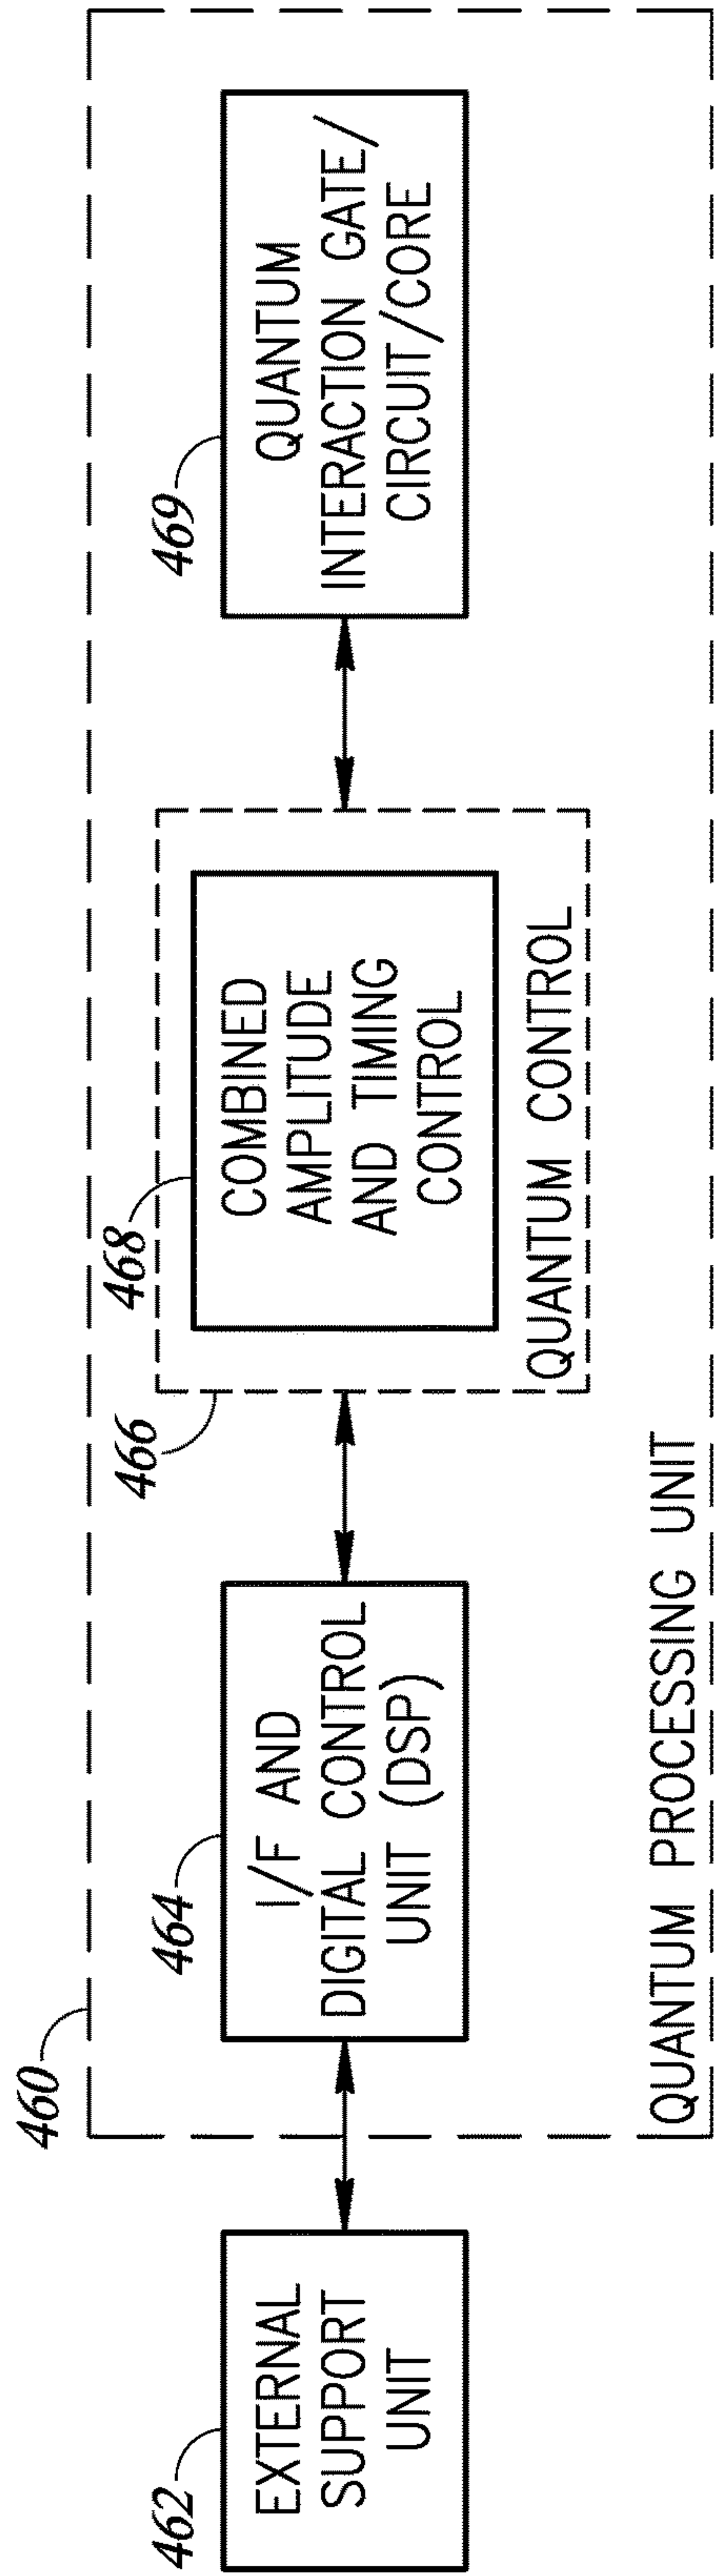 460
462
EXTERNAL
SUPPORT
UNIT
464
I/F AND
DIGITAL CONTROL
UNIT (DSP)
466
468
COMBINED
AMPLITUDE
AND TIMING
CONTROL
QUANTUM CONTROL
469
QUANTUM
INTERACTION GATE/
CIRCUIT/CORE
QUANTUM PROCESSING UNIT